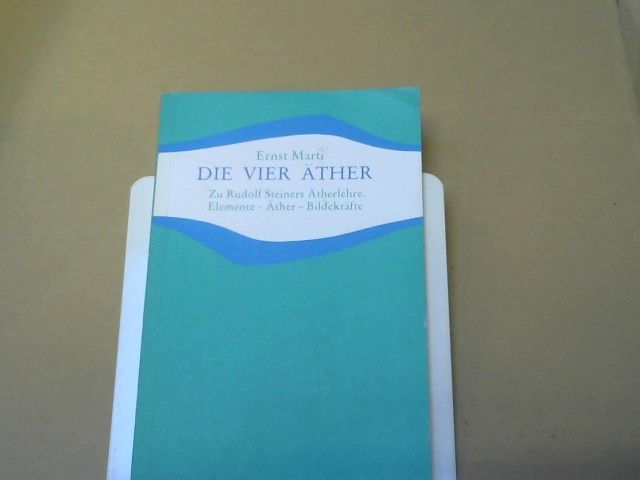 Ernst Marti
DIE VIER ÄTHER
Zu Rudolf Steiners Ätherlehre.
Elemente – Äther – Bildekräfte